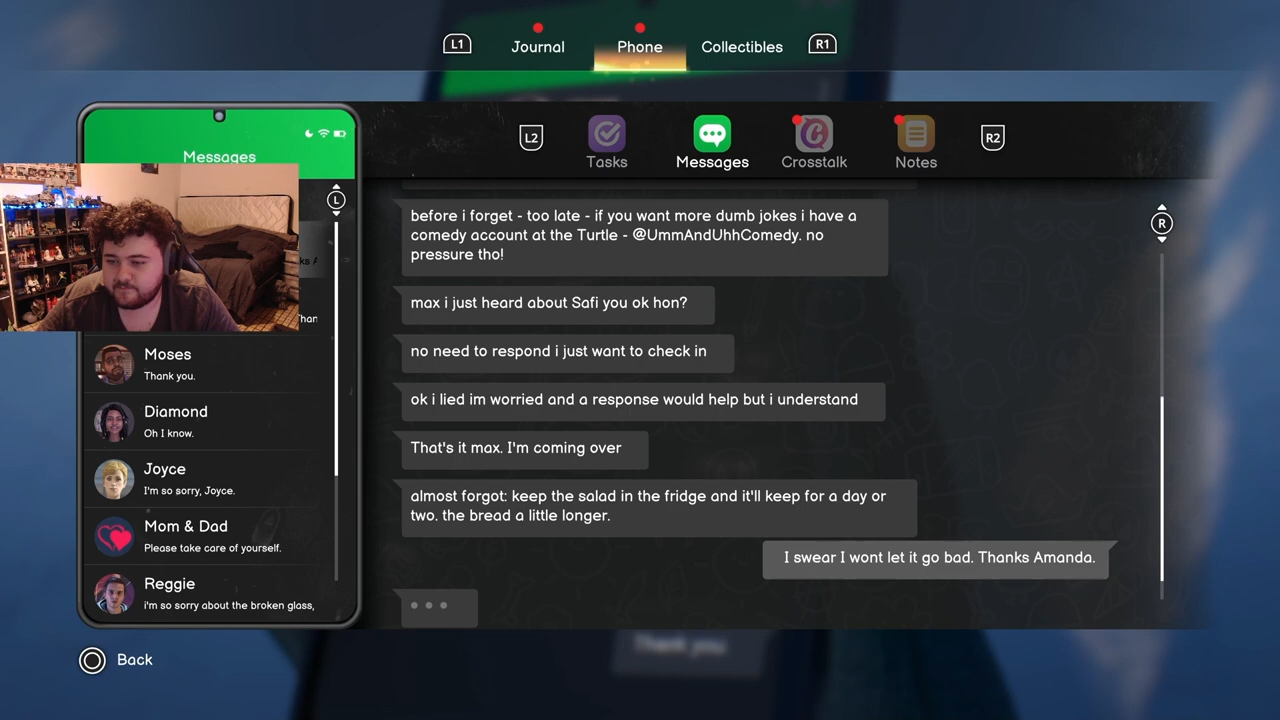 L1
Journal
Phone
Collectibles
R1
L2
Tasks
Messages
Crosstalk
Notes
R2
Messages
L
Moses
Thank you.
Diamond
Oh I know.
Joyce
I'm so sorry, Joyce.
Mom & Dad
Please take care of yourself.
Reggie
i'm so sorry about the broken glass,
before i forget - too late - if you want more dumb jokes i have a
comedy account at the Turtle - @UmmAndUhhComedy. no
pressure tho!
max i just heard about Safi you ok hon?
no need to respond i just want to check in
ok i lied im worried and a response would help but i understand
That's it max. I'm coming over
almost forgot: keep the salad in the fridge and it'll keep for a day or
two. the bread a little longer.
I swear I wont let it go bad. Thanks Amanda.
R
Thank you
Back